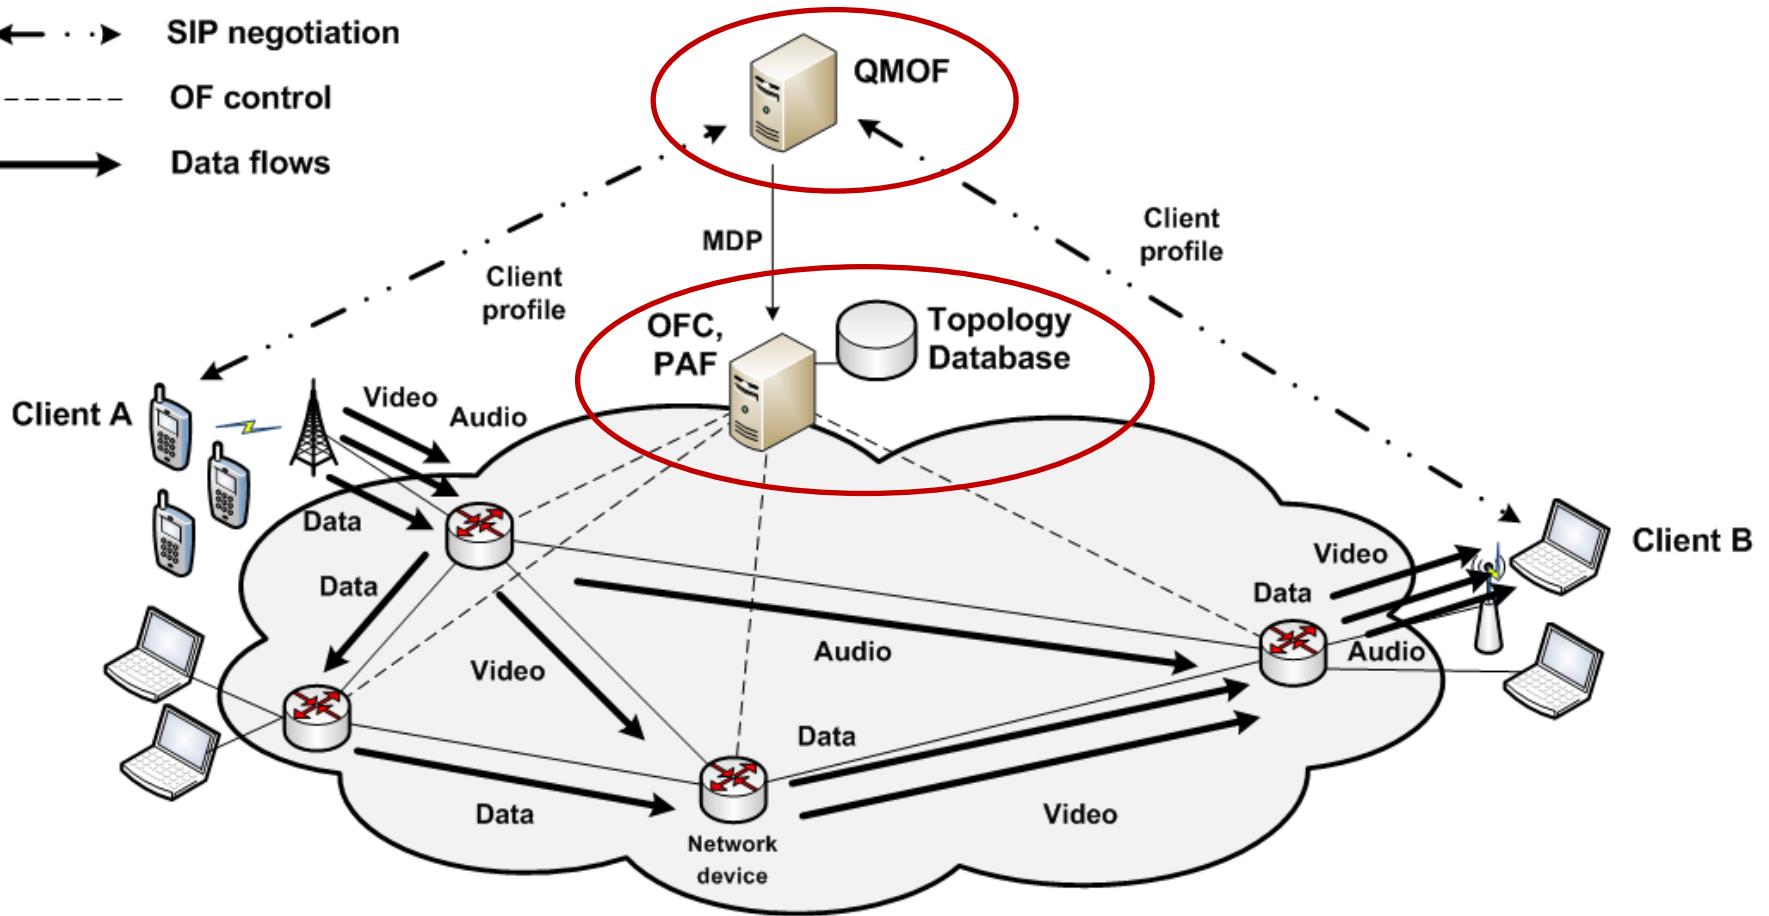 SIP negotiation
OF control
Data flows
QMOF
MDP
Client
profile
Client
profile
OFC,
PAF
Topology
Database
Client A
Video
Audio
Data
Data
Video
Audio
Video
Data
Audio
Client B
Data
Data
Video
Network
device